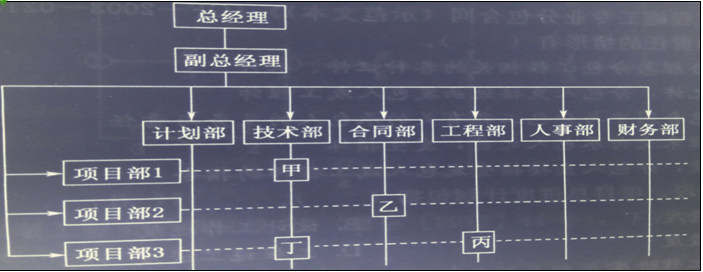 总经理
副总经理
计划部 技术部 合同部 工程部 人事部 财务部
项目部1 甲
项目部2 乙
项目部3 丁 丙